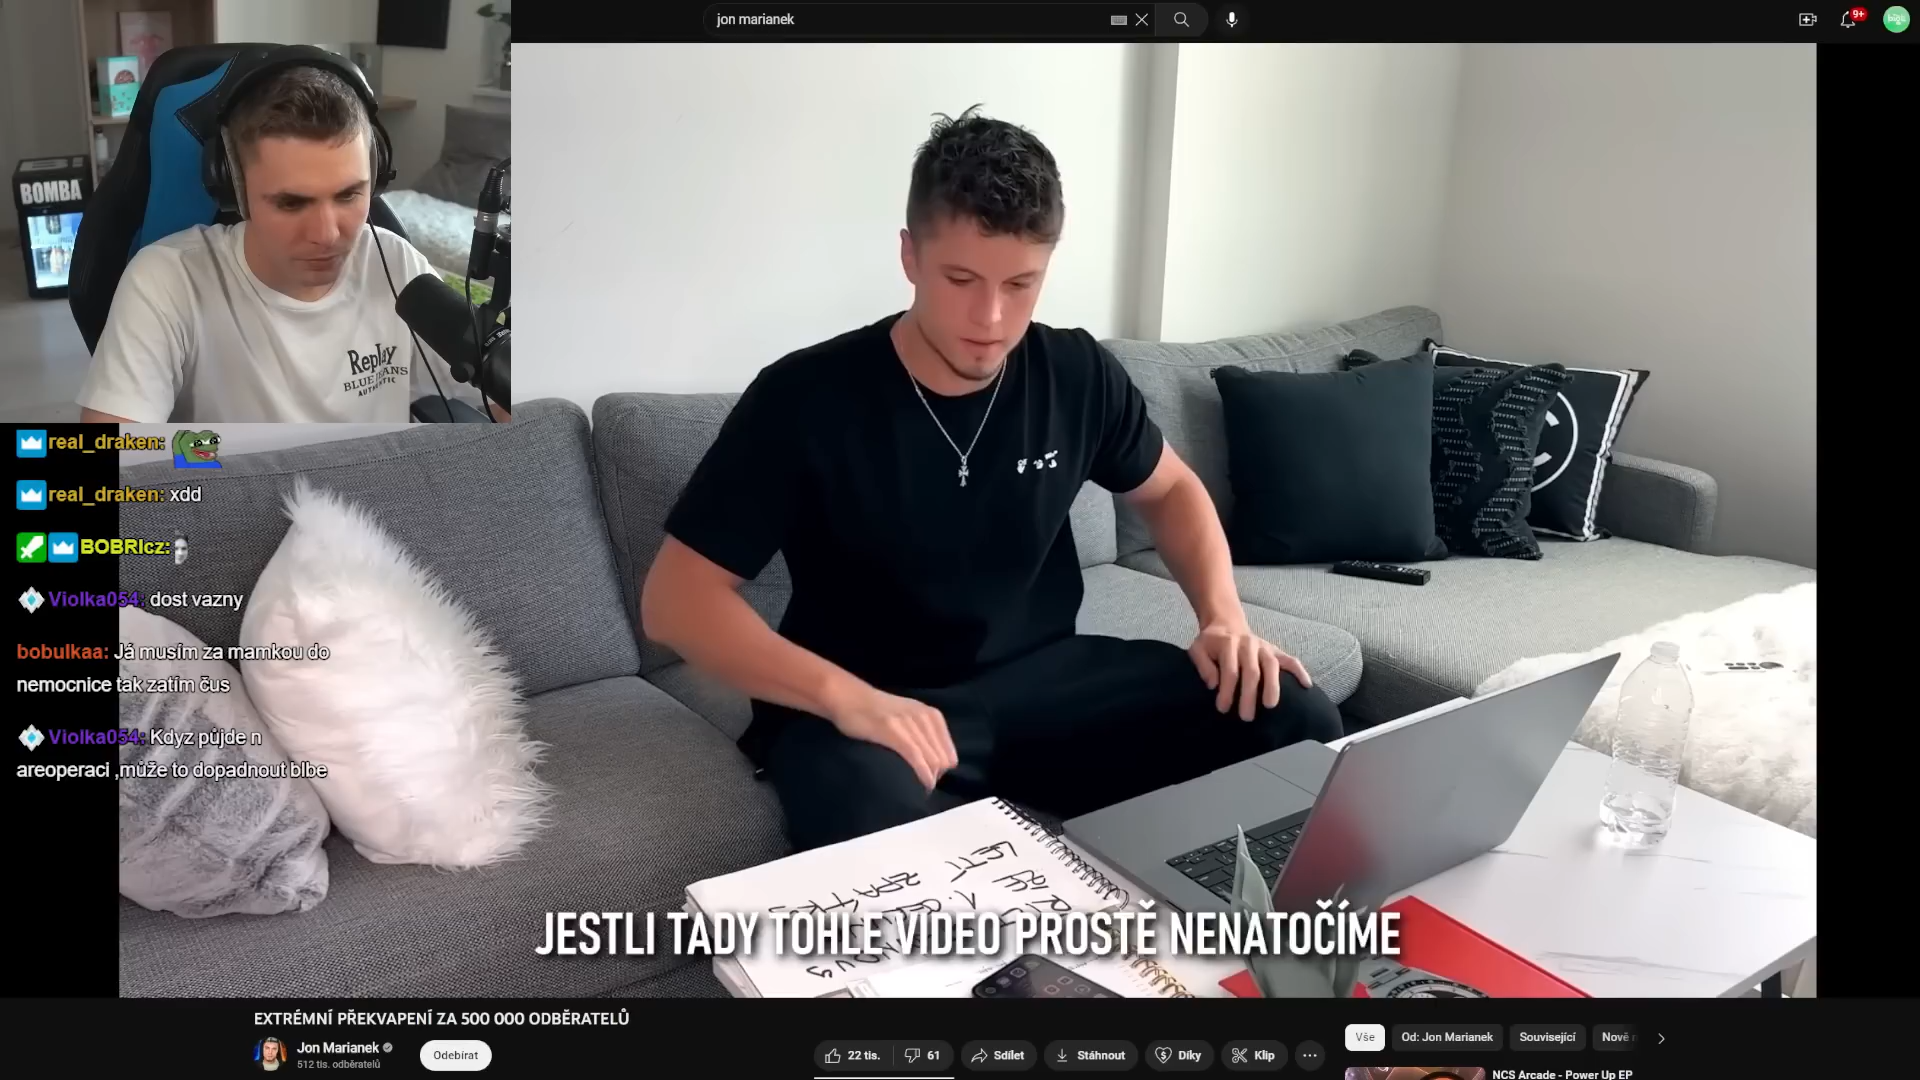 jon marianek
9+
BOMBA
Replay
BLUE JEANS
AUTHENTIC
real_draken:
real_draken: xdd
BOBRIcz:
Violka054: dost vazny
bobulkaa: Já musím za mamkou do
nemocnice tak zatím čus
Violka054: Kdyz půjde n
areoperaci ,může to dopadnout blbe
JESTLI TADY TOHLE VIDEO PROSTĚ NENATOČÍME
EXTRÉMNÍ PŘEKVAPENÍ ZA 500 000 ODBĚRATELŮ
Jon Marianek
512 tis. odběratelů
Odebírat
22 tis.
61
Sdílet
Stáhnout
Díky
Klip
Vše
Od: Jon Marianek
Související
Nově
NCS Arcade - Power Up EP